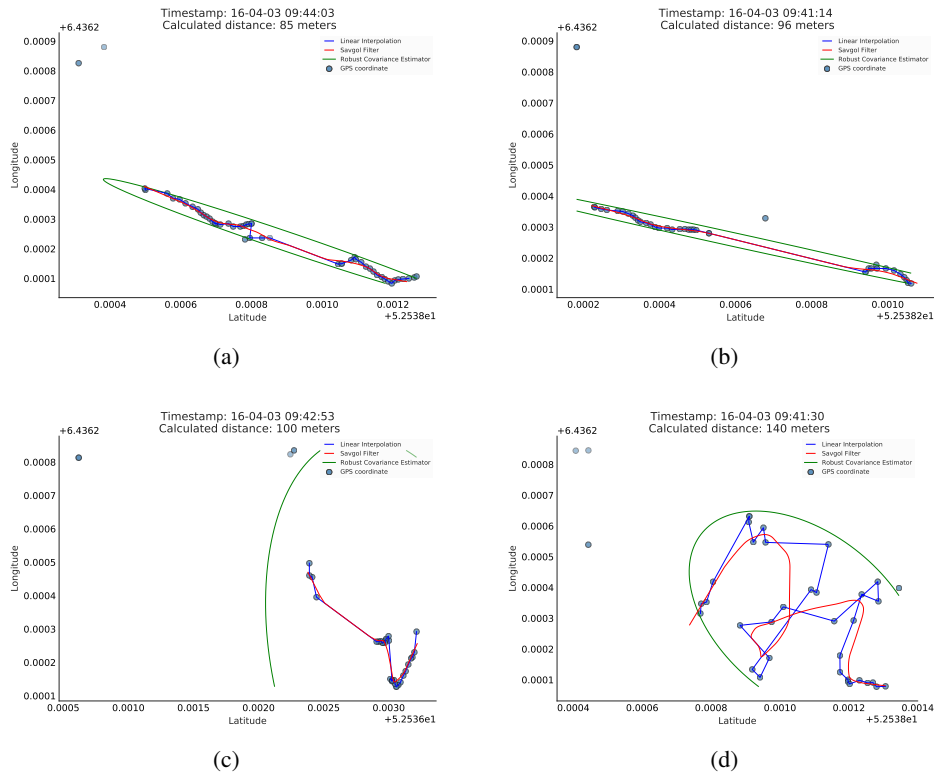 Timestamp: 16-04-03 09:44:03
Calculated distance: 85 meters
+6.4362
Linear Interpolation
Savgol Filter
Robust Covariance Estimator
GPS coordinate
0.0009
0.0008
0.0007
0.0006
0.0005
0.0004
0.0003
0.0002
0.0001
Longitude
0.0004 0.0006 0.0008 0.0010 0.0012
Latitude
+5.2538e1
(a)
Timestamp: 16-04-03 09:41:14
Calculated distance: 96 meters
+6.4362
Linear Interpolation
Savgol Filter
Robust Covariance Estimator
GPS coordinate
0.0009
0.0008
0.0007
0.0006
0.0005
0.0004
0.0003
0.0002
0.0001
Longitude
0.0002 0.0004 0.0006 0.0008 0.0010
Latitude
+5.25382e1
(b)
Timestamp: 16-04-03 09:42:53
Calculated distance: 100 meters
+6.4362
Linear Interpolation
Savgol Filter
Robust Covariance Estimator
GPS coordinate
0.0008
0.0007
0.0006
0.0005
0.0004
0.0003
0.0002
0.0001
Longitude
0.0005 0.0010 0.0015 0.0020 0.0025 0.0030
Latitude
+5.2536e1
(c)
Timestamp: 16-04-03 09:41:30
Calculated distance: 140 meters
+6.4362
Linear Interpolation
Savgol Filter
Robust Covariance Estimator
GPS coordinate
0.0008
0.0007
0.0006
0.0005
0.0004
0.0003
0.0002
0.0001
Longitude
0.0004 0.0006 0.0008 0.0010 0.0012 0.0014
Latitude
+5.2538e1
(d)